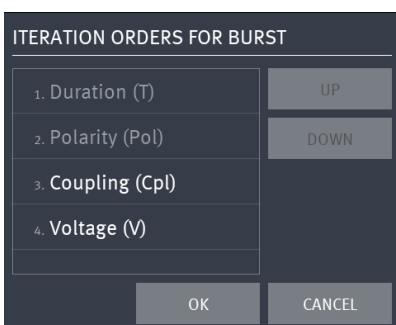 ITERATION ORDERS FOR BURST
1. Duration (T)
UP
2. Polarity (Pol)
DOWN
3. Coupling (Cpl)
4. Voltage (V)
OK
CANCEL